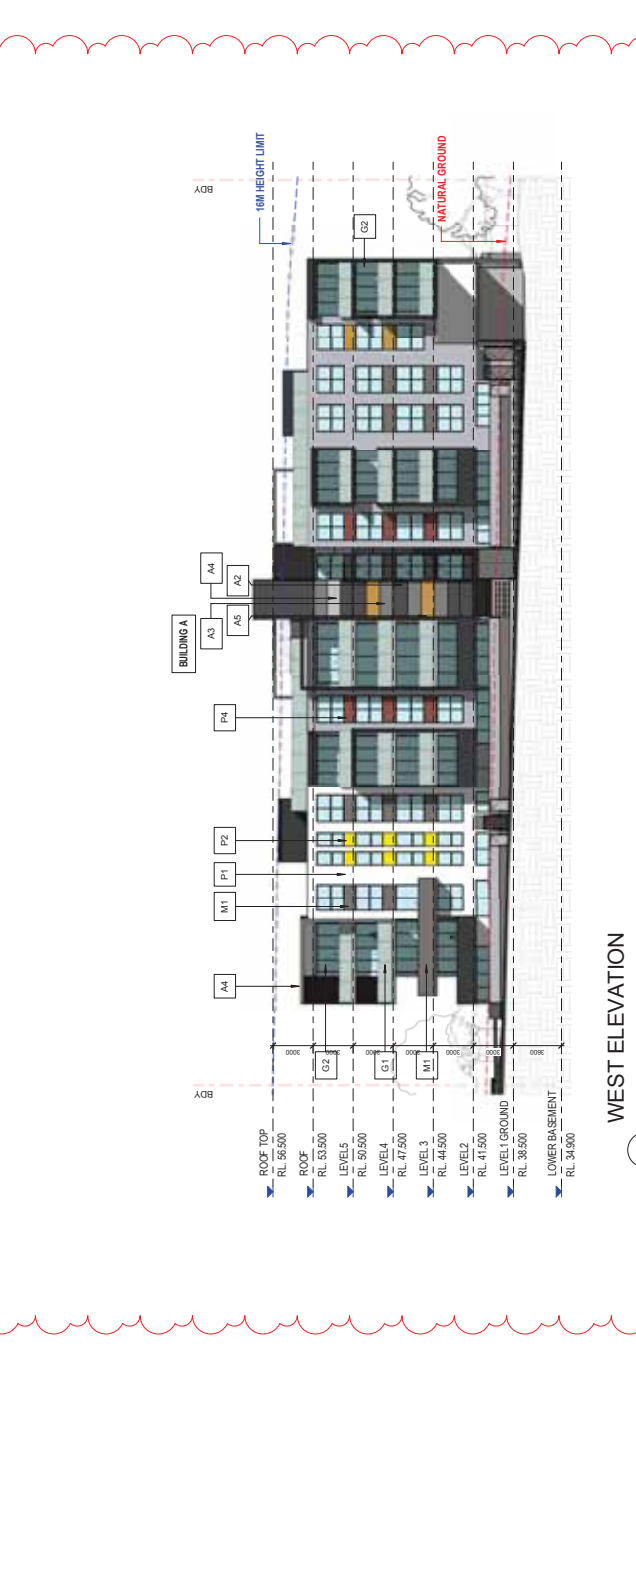 BDY
BDY
16M HEIGHT LIMIT
NATURAL GROUND
BUILDING A
A4
A2
A3
A5
G2
P4
P2
P1
M1
A4
G2
G1
M1
ROOF TOP
RL. 56.500
ROOF
RL. 53.500
LEVEL5
RL. 50.500
LEVEL4
RL. 47.500
LEVEL 3
RL. 44.500
LEVEL2
RL. 41.500
LEVEL1 GROUND
RL. 38.500
LOWER BASEMENT
RL. 34.900
3000
3000
3000
3000
3000
3000
3600
WEST ELEVATION